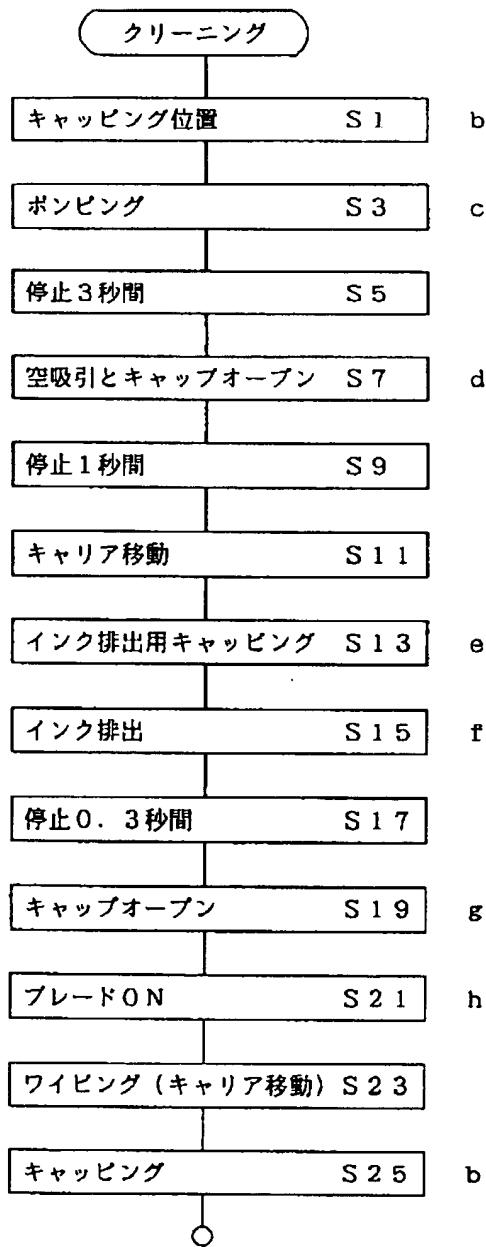 クリーニング
キャッピング位置 S1 b
ポンピング S3 c
停止3秒間 S5
空吸引とキャップオープン S7 d
停止1秒間 S9
キャリア移動 S11
インク排出用キャッピング S13 e
インク排出 S15 f
停止0.3秒間 S17
キャップオープン S19 g
ブレードON S21 h
ワイピング(キャリア移動) S23
キャッピング S25 b